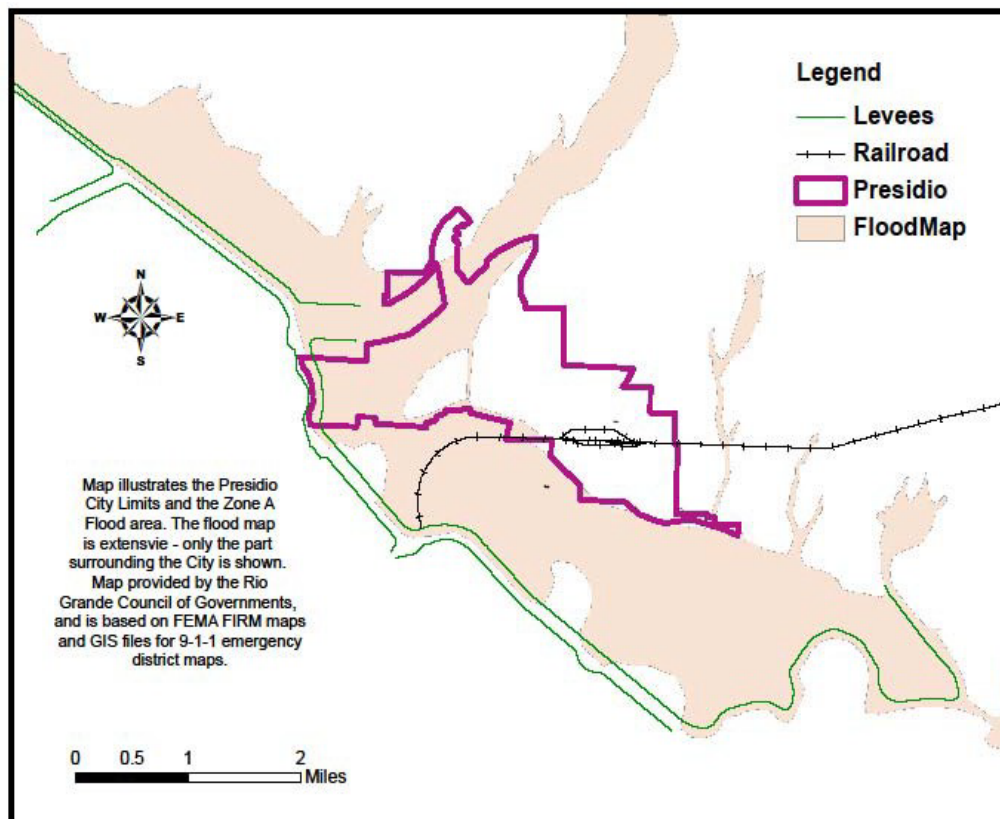 Legend
Levees
Railroad
Presidio
FloodMap
N
W E
S
Map illustrates the Presidio
City Limits and the Zone A
Flood area. The flood map
is extensvie - only the part
surrounding the City is shown.
Map provided by the Rio
Grande Council of Governments,
and is based on FEMA FIRM maps
and GIS files for 9-1-1 emergency
district maps.
0 0.5 1 2
Miles